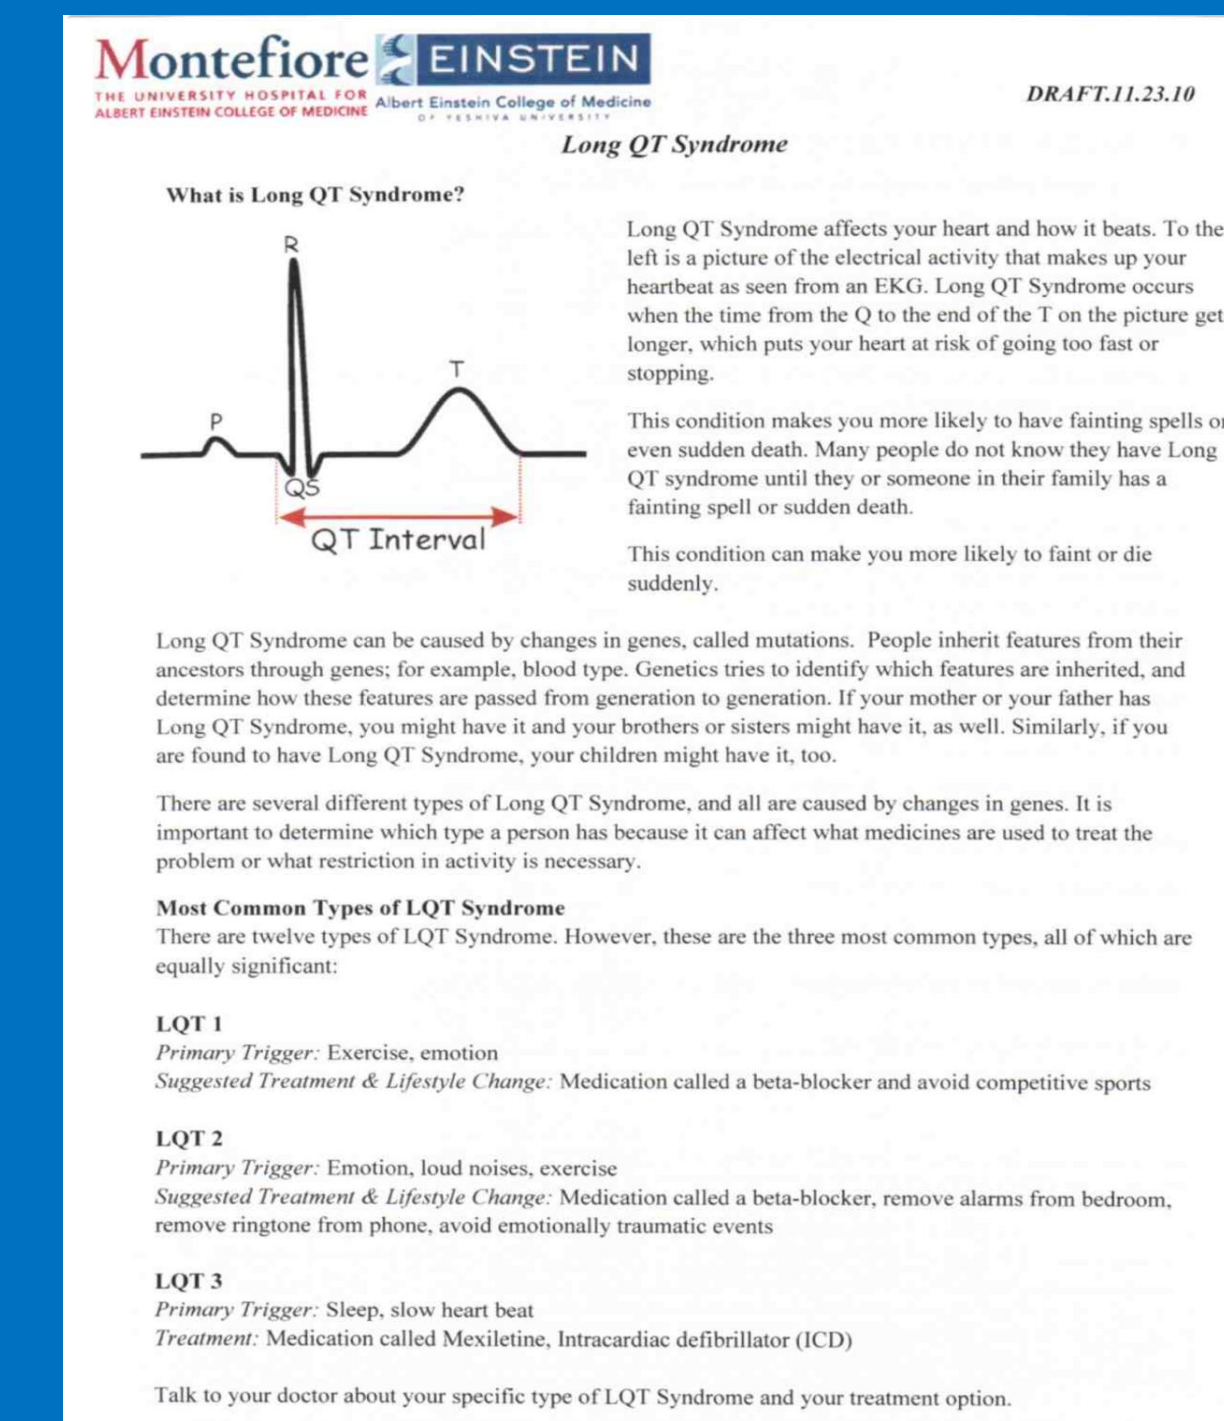 Montefiore EINSTEIN
THE UNIVERSITY HOSPITAL FOR
ALBERT EINSTEIN COLLEGE OF MEDICINE
Albert Einstein College of Medicine
OF YESHIVA UNIVERSITY
DRAFT.11.23.10
Long QT Syndrome
What is Long QT Syndrome?
R
P
T
QS
QT Interval
Long QT Syndrome affects your heart and how it beats. To the
left is a picture of the electrical activity that makes up your
heartbeat as seen from an EKG. Long QT Syndrome occurs
when the time from the Q to the end of the T on the picture get
longer, which puts your heart at risk of going too fast or
stopping.
This condition makes you more likely to have fainting spells or
even sudden death. Many people do not know they have Long
QT syndrome until they or someone in their family has a
fainting spell or sudden death.
This condition can make you more likely to faint or die
suddenly.
Long QT Syndrome can be caused by changes in genes, called mutations. People inherit features from their
ancestors through genes; for example, blood type. Genetics tries to identify which features are inherited, and
determine how these features are passed from generation to generation. If your mother or your father has
Long QT Syndrome, you might have it and your brothers or sisters might have it, as well. Similarly, if you
are found to have Long QT Syndrome, your children might have it, too.
There are several different types of Long QT Syndrome, and all are caused by changes in genes. It is
important to determine which type a person has because it can affect what medicines are used to treat the
problem or what restriction in activity is necessary.
Most Common Types of LQT Syndrome
There are twelve types of LQT Syndrome. However, these are the three most common types, all of which are
equally significant:
LQT 1
Primary Trigger: Exercise, emotion
Suggested Treatment & Lifestyle Change: Medication called a beta-blocker and avoid competitive sports
LQT 2
Primary Trigger: Emotion, loud noises, exercise
Suggested Treatment & Lifestyle Change: Medication called a beta-blocker, remove alarms from bedroom,
remove ringtone from phone, avoid emotionally traumatic events
LQT 3
Primary Trigger: Sleep, slow heart beat
Treatment: Medication called Mexiletine, Intracardiac defibrillator (ICD)
Talk to your doctor about your specific type of LQT Syndrome and your treatment option.